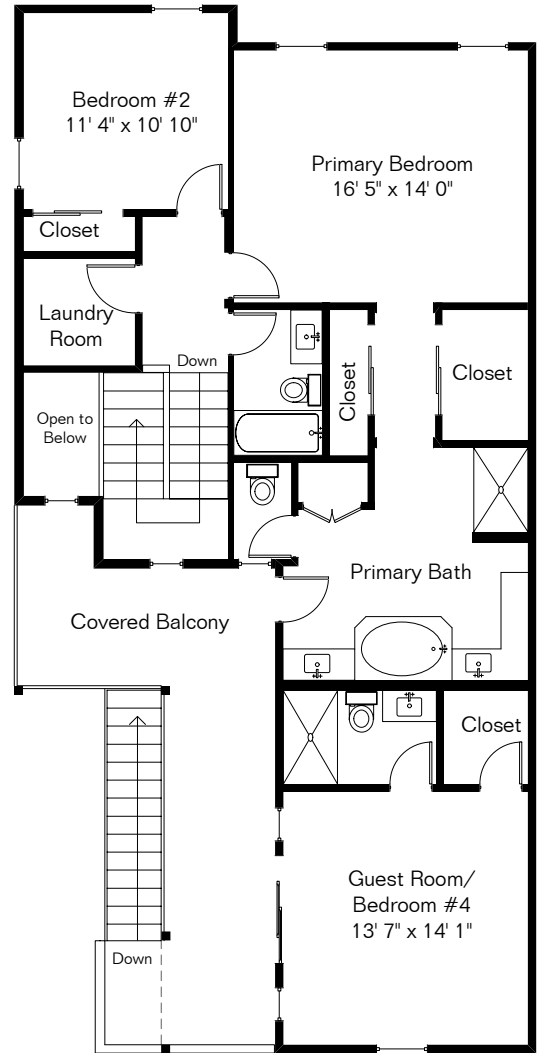 Bedroom #2
11' 4" x 10' 10"
Primary Bedroom
16' 5" x 14' 0"
Closet
Laundry
Room
Down
Closet
Closet
Open to
Below
Primary Bath
Covered Balcony
Closet
Guest Room/
Bedroom #4
13' 7" x 14' 1"
Down